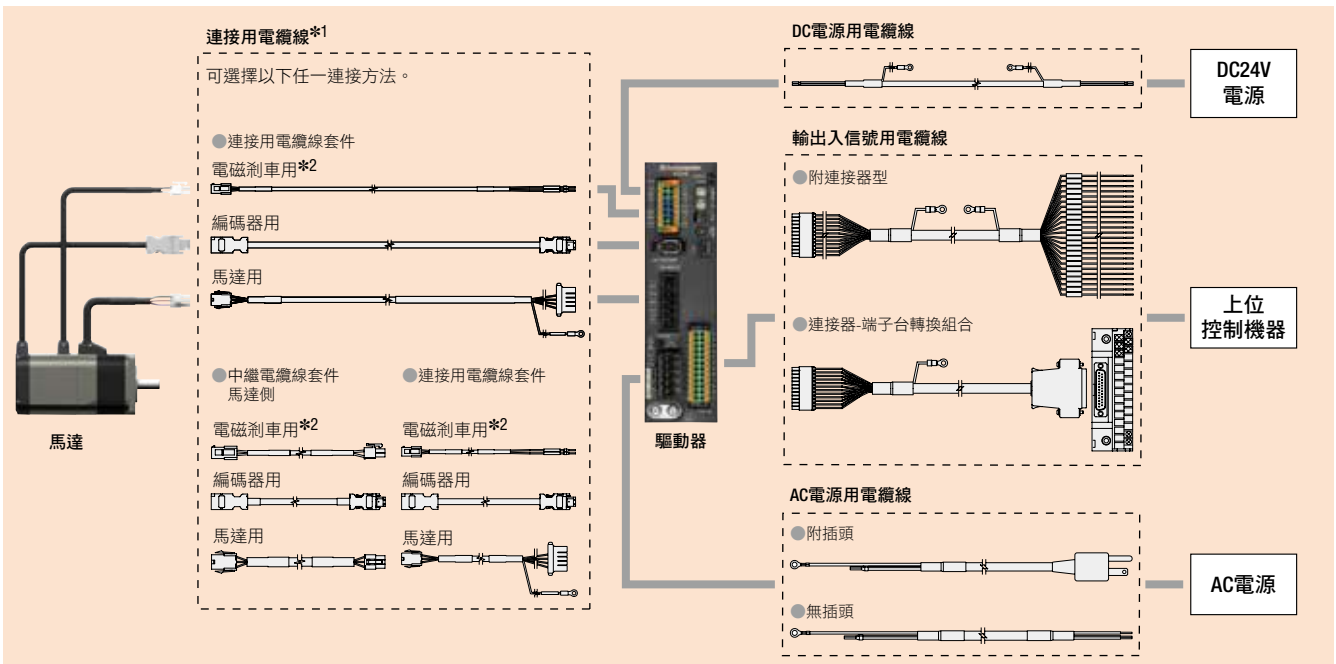 連接用電纜線*1
可選擇以下任一連接方法。
●連接用電纜線套件
電磁剎車用*2
編碼器用
馬達用
●中繼電纜線套件
馬達側
電磁剎車用*2
編碼器用
馬達用
●連接用電纜線套件
電磁剎車用*2
編碼器用
馬達用
馬達
驅動器
DC電源用電纜線
DC24V
電源
輸出入信號用電纜線
●附連接器型
●連接器-端子台轉換組合
上位
控制機器
AC電源用電纜線
●附插頭
●無插頭
AC電源